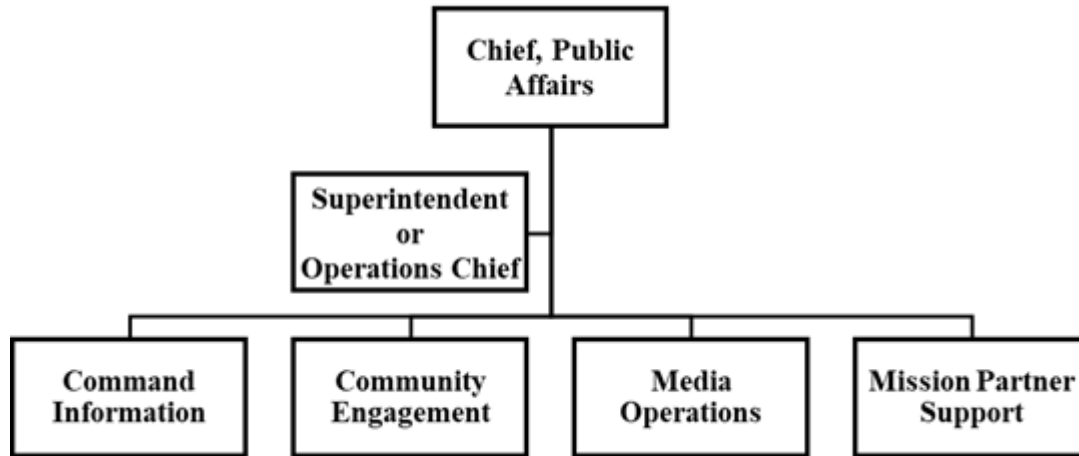 Chief, Public
Affairs
Superintendent
or
Operations Chief
Command
Information
Community
Engagement
Media
Operations
Mission Partner
Support